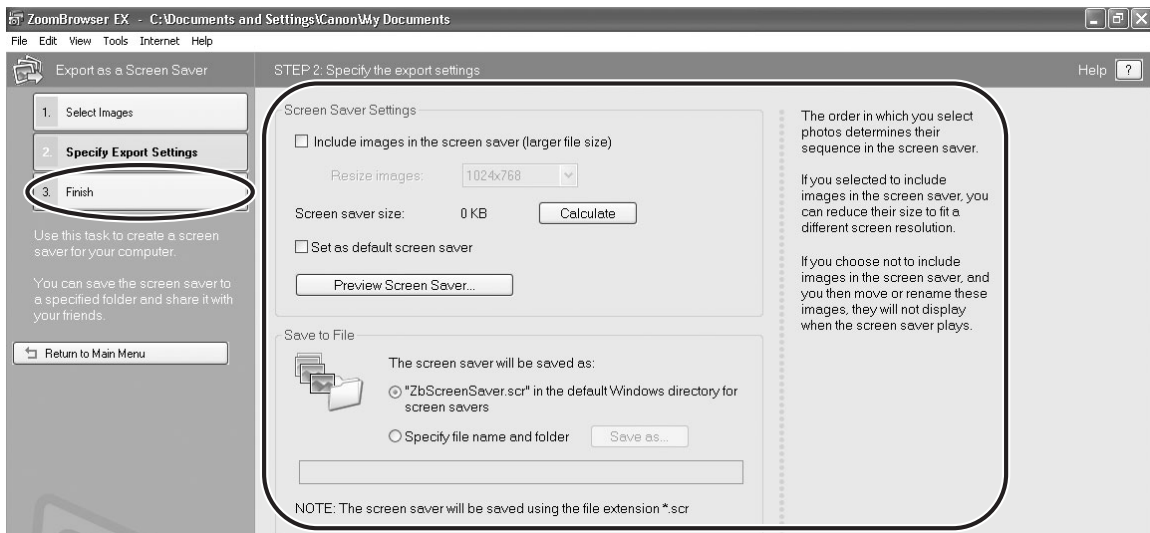 ZoomBrowser EX - C:\Documents and Settings\Canon\My Documents
File Edit View Tools Internet Help
Export as a Screen Saver
STEP 2: Specify the export settings
Help ?
1. Select Images
2. Specify Export Settings
3. Finish
Use this task to create a screen
saver for your computer.
You can save the screen saver to
a specified folder and share it with
your friends.
Return to Main Menu
Screen Saver Settings
Include images in the screen saver (larger file size)
Resize images: 1024x768
Screen saver size: 0 KB Calculate
Set as default screen saver
Preview Screen Saver...
Save to File
The screen saver will be saved as:
"ZbScreenSaver.scr" in the default Windows directory for
screen savers
Specify file name and folder Save as...
NOTE: The screen saver will be saved using the file extension *.scr
The order in which you select
photos determines their
sequence in the screen saver.
If you selected to include
images in the screen saver, you
can reduce their size to fit a
different screen resolution.
If you choose not to include
images in the screen saver, and
you then move or rename these
images, they will not display
when the screen saver plays.